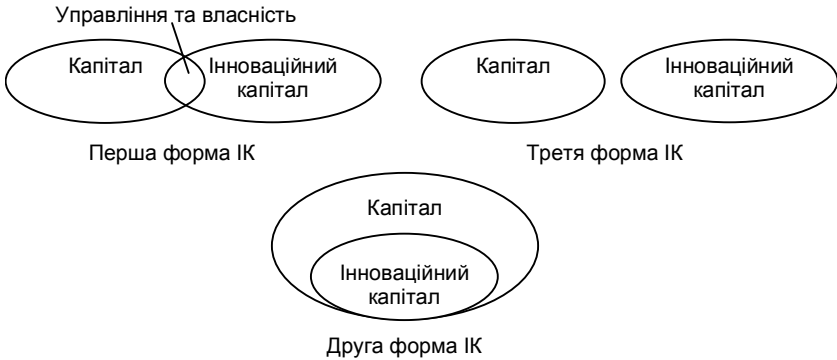 Управління та власність
Капітал
Інноваційний
капітал
Перша форма ІК
Капітал
Інноваційний
капітал
Третя форма ІК
Капітал
Інноваційний
капітал
Друга форма ІК